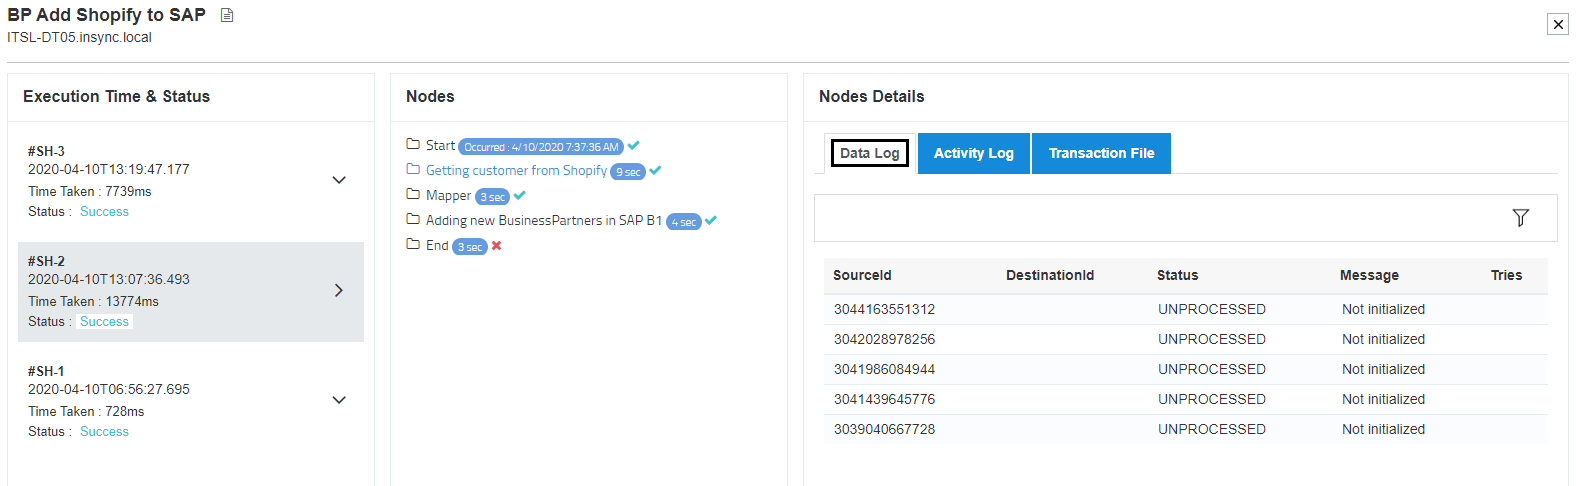 BP Add Shopify to SAP
ITSL-DT05.insync.local
Execution Time & Status
#SH-3
2020-04-10T13:19:47.177
Time Taken : 7739ms
Status : Success
#SH-2
2020-04-10T13:07:36.493
Time Taken : 13774ms
Status : Success
#SH-1
2020-04-10T06:56:27.695
Time Taken : 728ms
Status : Success
Nodes
Start Occurred : 4/10/2020 7:37:36 AM
Getting customer from Shopify 9 sec
Mapper 3 sec
Adding new BusinessPartners in SAP B1 4 sec
End 3 sec
Nodes Details
Data Log Activity Log Transaction File
SourceId DestinationId Status Message Tries
3044163551312 UNPROCESSED Not initialized
3042028978256 UNPROCESSED Not initialized
3041986084944 UNPROCESSED Not initialized
3041439645776 UNPROCESSED Not initialized
3039040667728 UNPROCESSED Not initialized